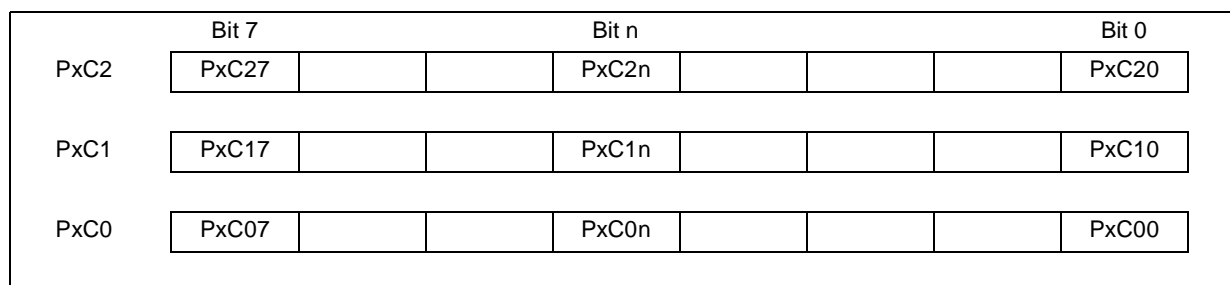 Bit 7 Bit n Bit 0
PxC2 PxC27 PxC2n PxC20
PxC1 PxC17 PxC1n PxC10
PxC0 PxC07 PxC0n PxC00